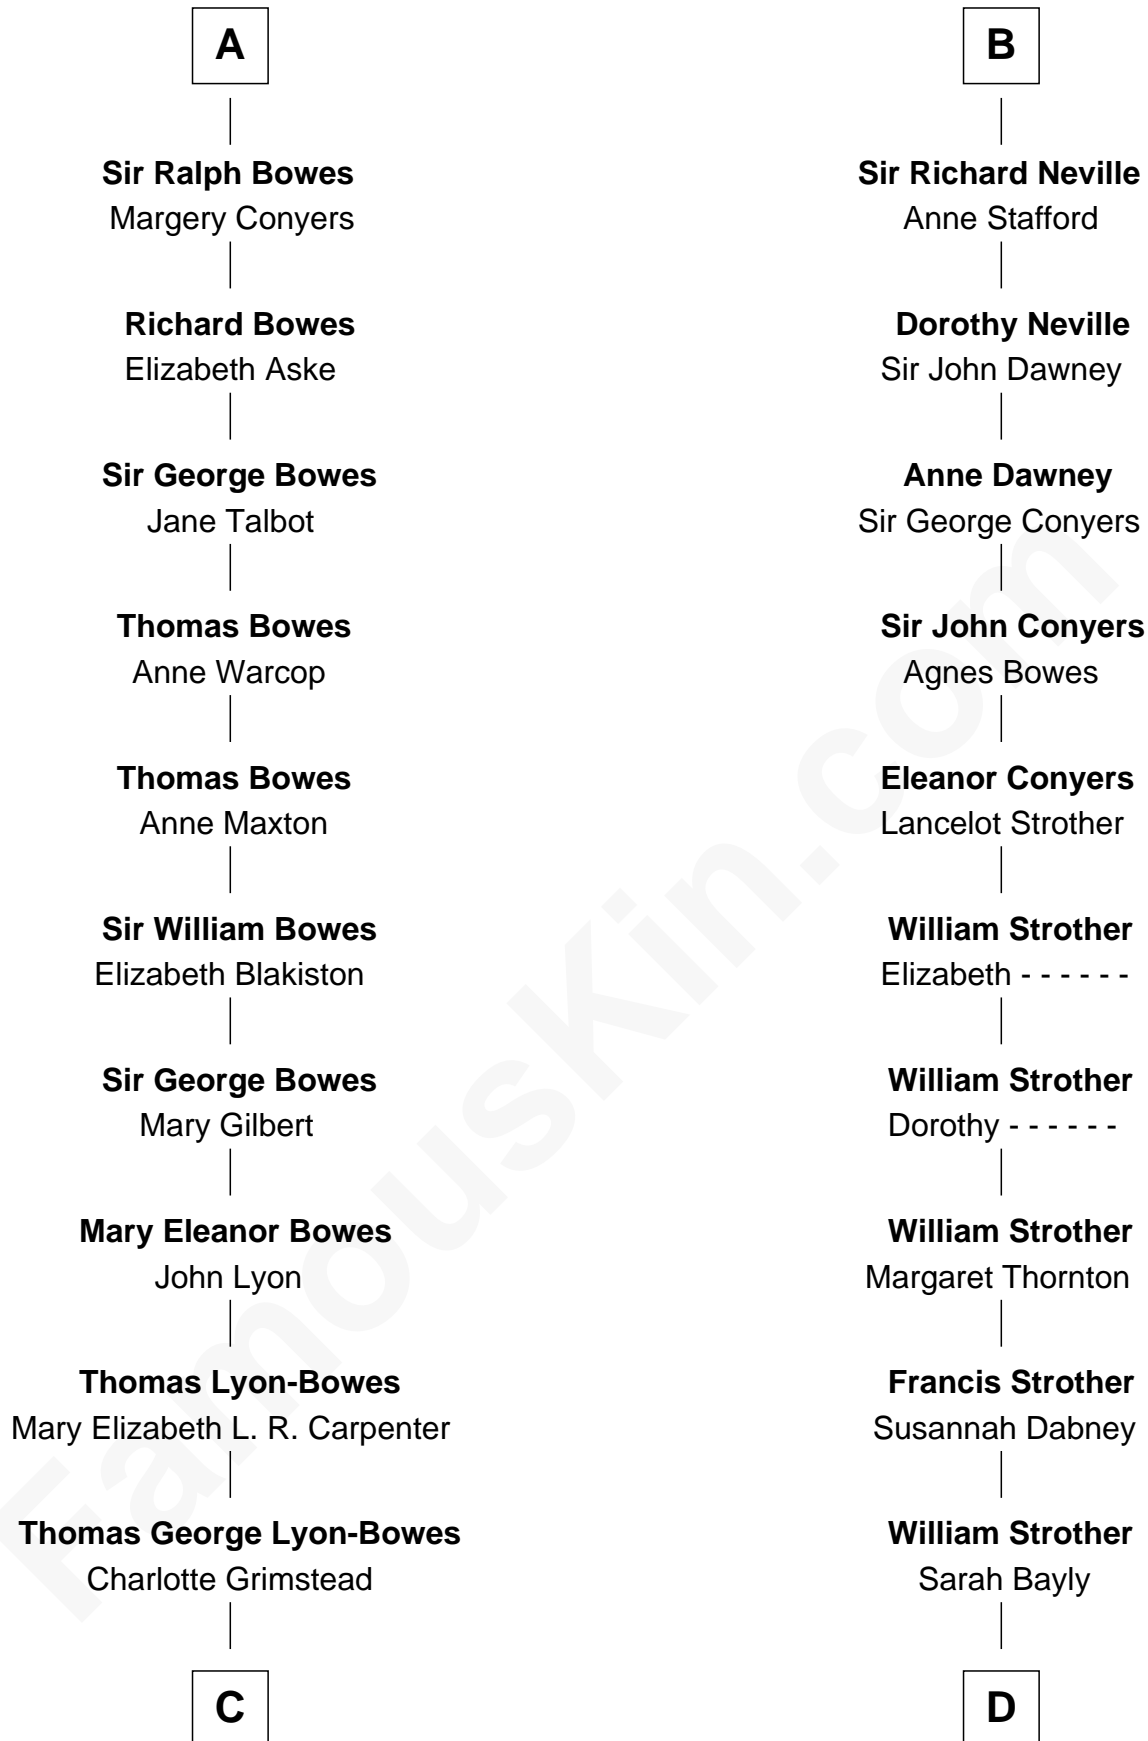 A
Sir Ralph Bowes
Margery Conyers
Richard Bowes
Elizabeth Aske
Sir George Bowes
Jane Talbot
Thomas Bowes
Anne Warcop
Thomas Bowes
Anne Maxton
Sir William Bowes
Elizabeth Blakiston
Sir George Bowes
Mary Gilbert
Mary Eleanor Bowes
John Lyon
Thomas Lyon-Bowes
Mary Elizabeth L. R. Carpenter
Thomas George Lyon-Bowes
Charlotte Grimstead
C
B
Sir Richard Neville
Anne Stafford
Dorothy Neville
Sir John Dawney
Anne Dawney
Sir George Conyers
Sir John Conyers
Agnes Bowes
Eleanor Conyers
Lancelot Strother
William Strother
Elizabeth - - - - - -
William Strother
Dorothy - - - - - -
William Strother
Margaret Thornton
Francis Strother
Susannah Dabney
William Strother
Sarah Bayly
D
FamousKin.com